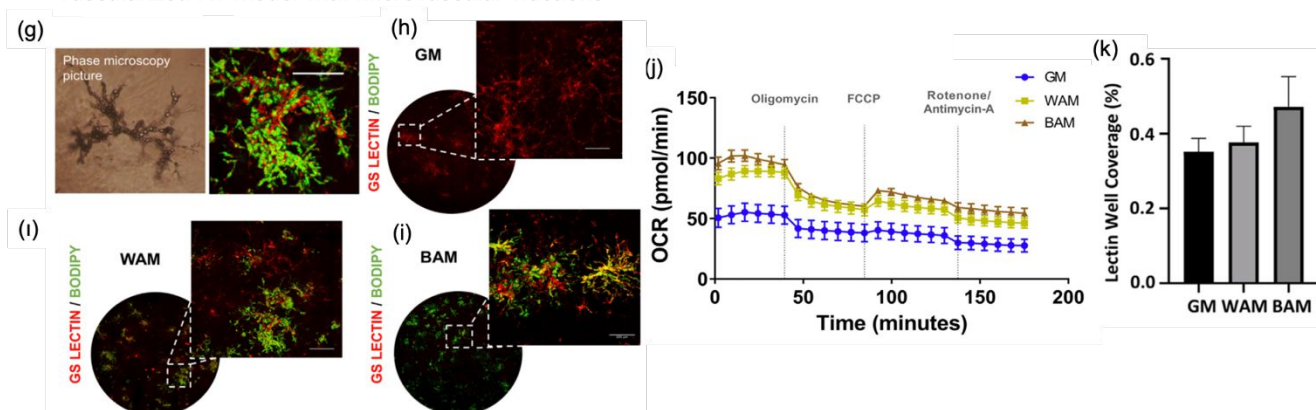 (g)
Phase microscopy
picture
GS LECTIN / BODIPY
(h)
GM
(j)
GM
WAM
BAM
Oligomycin
FCCP
Rotenone/
Antimycin-A
150
100
50
0
OCR (pmol/min)
0
50
100
150
200
Time (minutes)
(k)
Lectin Well Coverage (%)
0.6
0.4
0.2
0.0
GM WAM BAM
(ı)
WAM
GS LECTIN / BODIPY
(i)
BAM
GS LECTIN / BODIPY